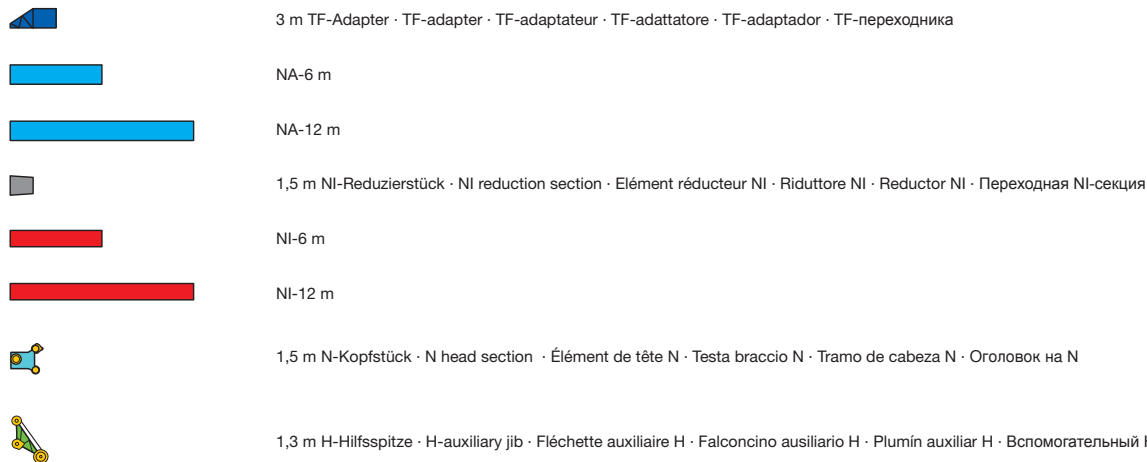 3 m TF-Adapter · TF-adapter · TF-adaptateur · TF-adattatore · TF-adaptador · TF-переходника
NA-6 m
NA-12 m
1,5 m NI-Reduzierstück · NI reduction section · Elément réducteur NI · Riduttore NI · Reductor NI · Переходная NI-секция
NI-6 m
NI-12 m
1,5 m N-Kopfstück · N head section · Élément de tête N · Testa braccio N · Tramo de cabeza N · Оголовок на N
1,3 m H-Hilfsspitze · H-auxiliary jib · Fléchette auxiliaire H · Falconcino ausiliario H · Plumín auxiliar H · Вспомогательный